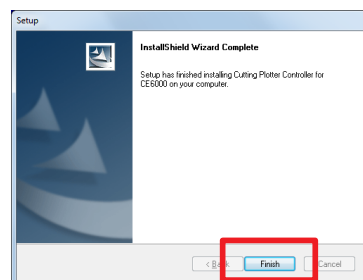 Setup
InstallShield Wizard Complete
Setup has finished installing Cutting Plotter Controller for
CE6000 on your computer.
< Back
Finish
Cancel